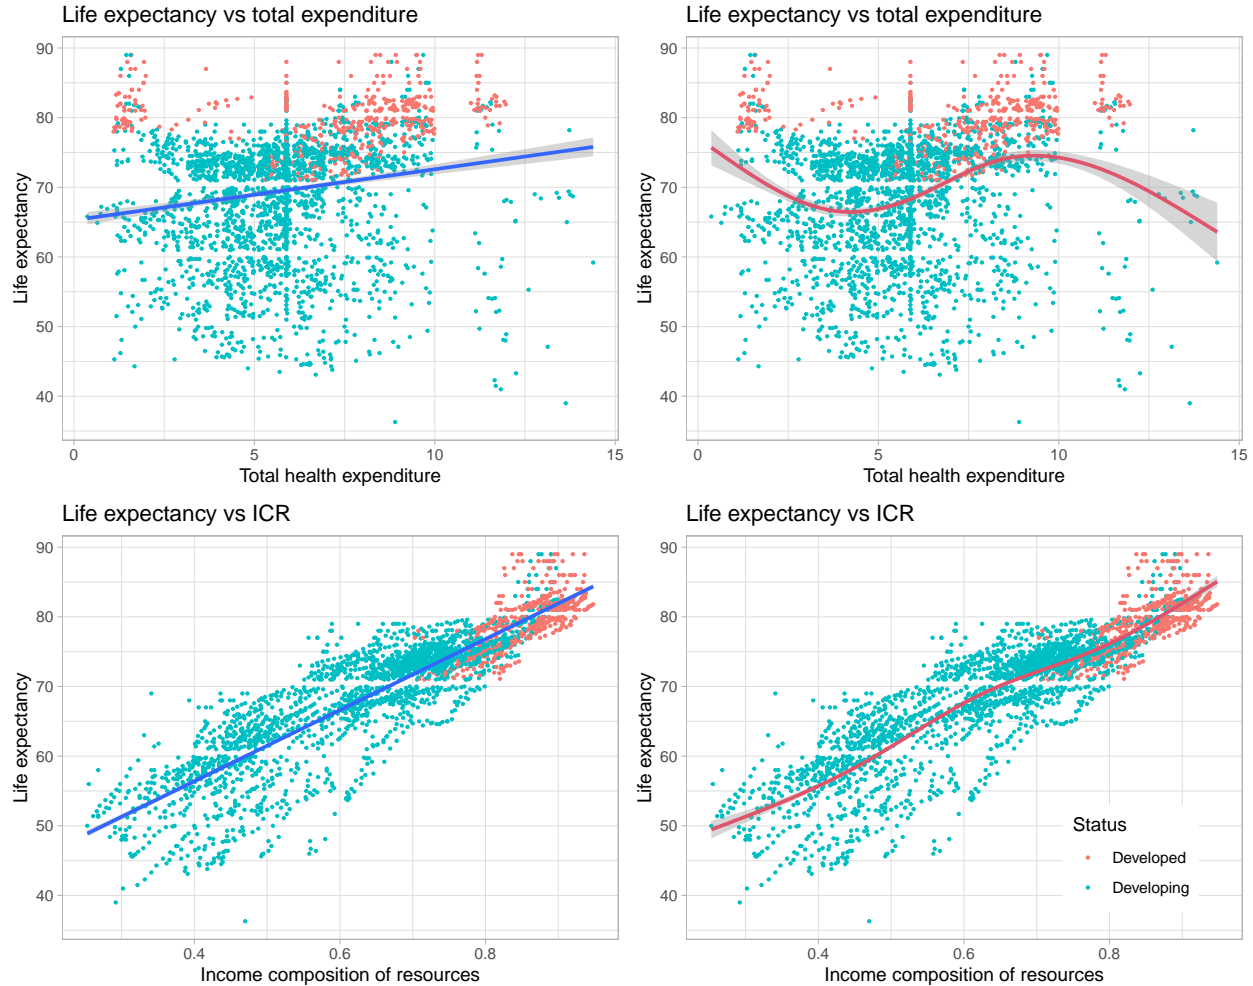 Life expectancy vs total expenditure
90
80
70
60
50
40
Life expectancy
0 5 10 15
Total health expenditure
Life expectancy vs total expenditure
90
80
70
60
50
40
Life expectancy
0 5 10 15
Total health expenditure
Life expectancy vs ICR
90
80
70
60
50
40
Life expectancy
0.4 0.6 0.8
Income composition of resources
Life expectancy vs ICR
90
80
70
60
50
40
Life expectancy
Status
Developed
Developing
0.4 0.6 0.8
Income composition of resources